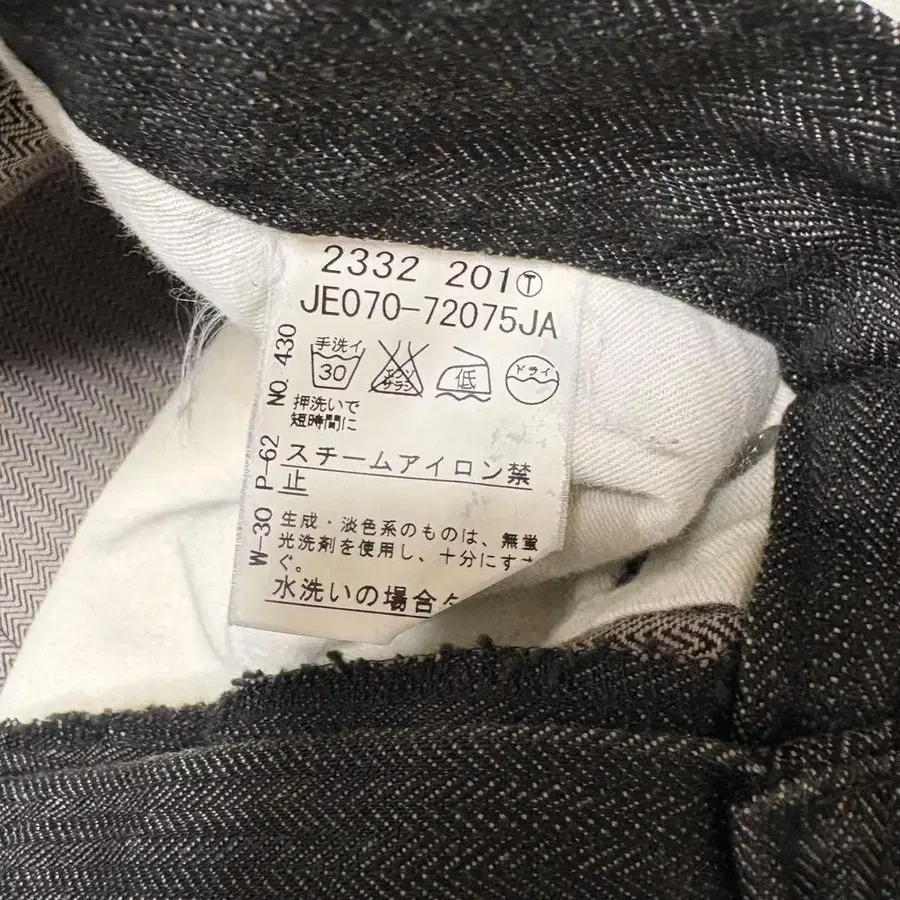 2332 201Ⓣ
JE070-72075JA
手洗イ
30
エンソ
サラシ
低
ドライ
押洗いで
短時間に
スチームアイロン禁
止
生成・淡色系のものは、無蛍
光洗剤を使用し、十分にすす
ぐ。
水洗いの場合
W-30 P-62 NO. 430